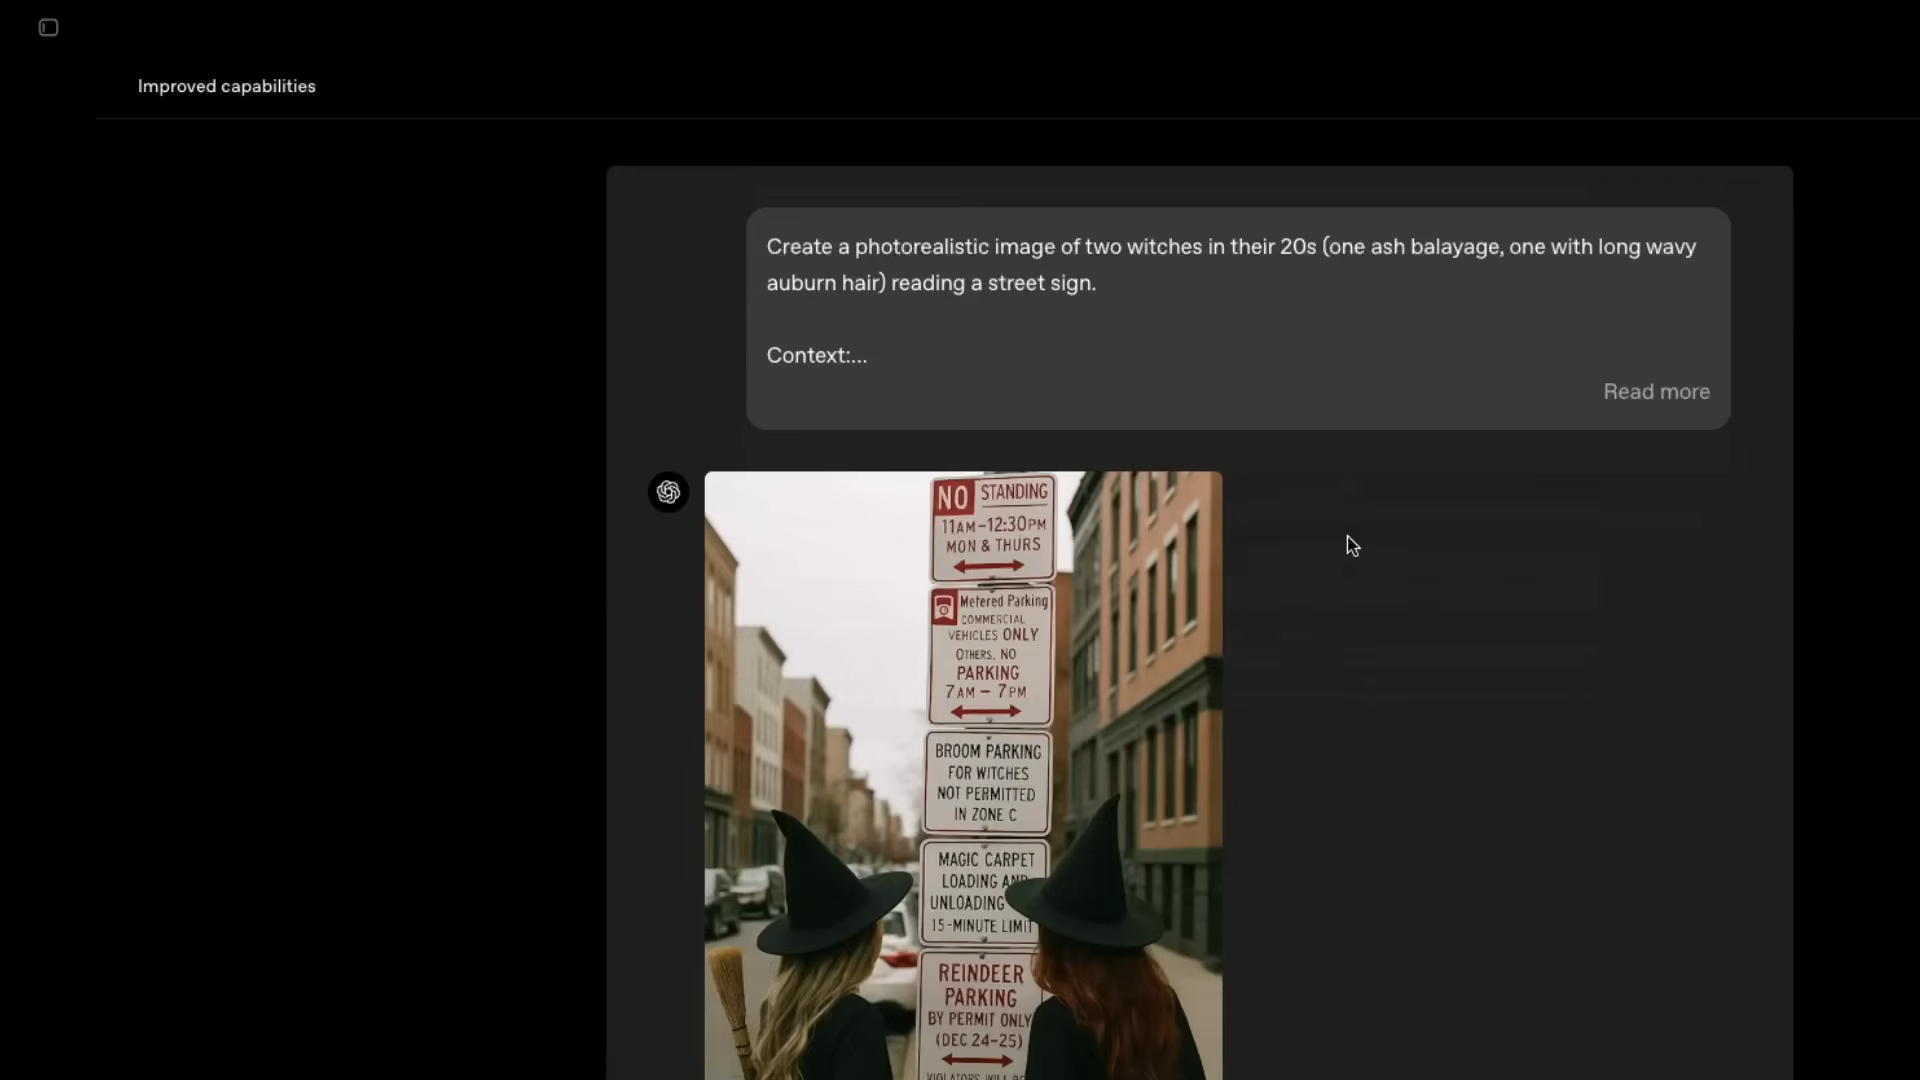 Improved capabilities
Create a photorealistic image of two witches in their 20s (one ash balayage, one with long wavy
auburn hair) reading a street sign.
Context:...
Read more
NO STANDING
11AM–12:30PM
MON & THURS
Metered Parking
COMMERCIAL
VEHICLES ONLY
OTHERS, NO
PARKING
7AM – 7PM
BROOM PARKING
FOR WITCHES
NOT PERMITTED
IN ZONE C
MAGIC CARPET
LOADING AND
UNLOADING
15-MINUTE LIMIT
REINDEER
PARKING
BY PERMIT ONLY
(DEC 24–25)